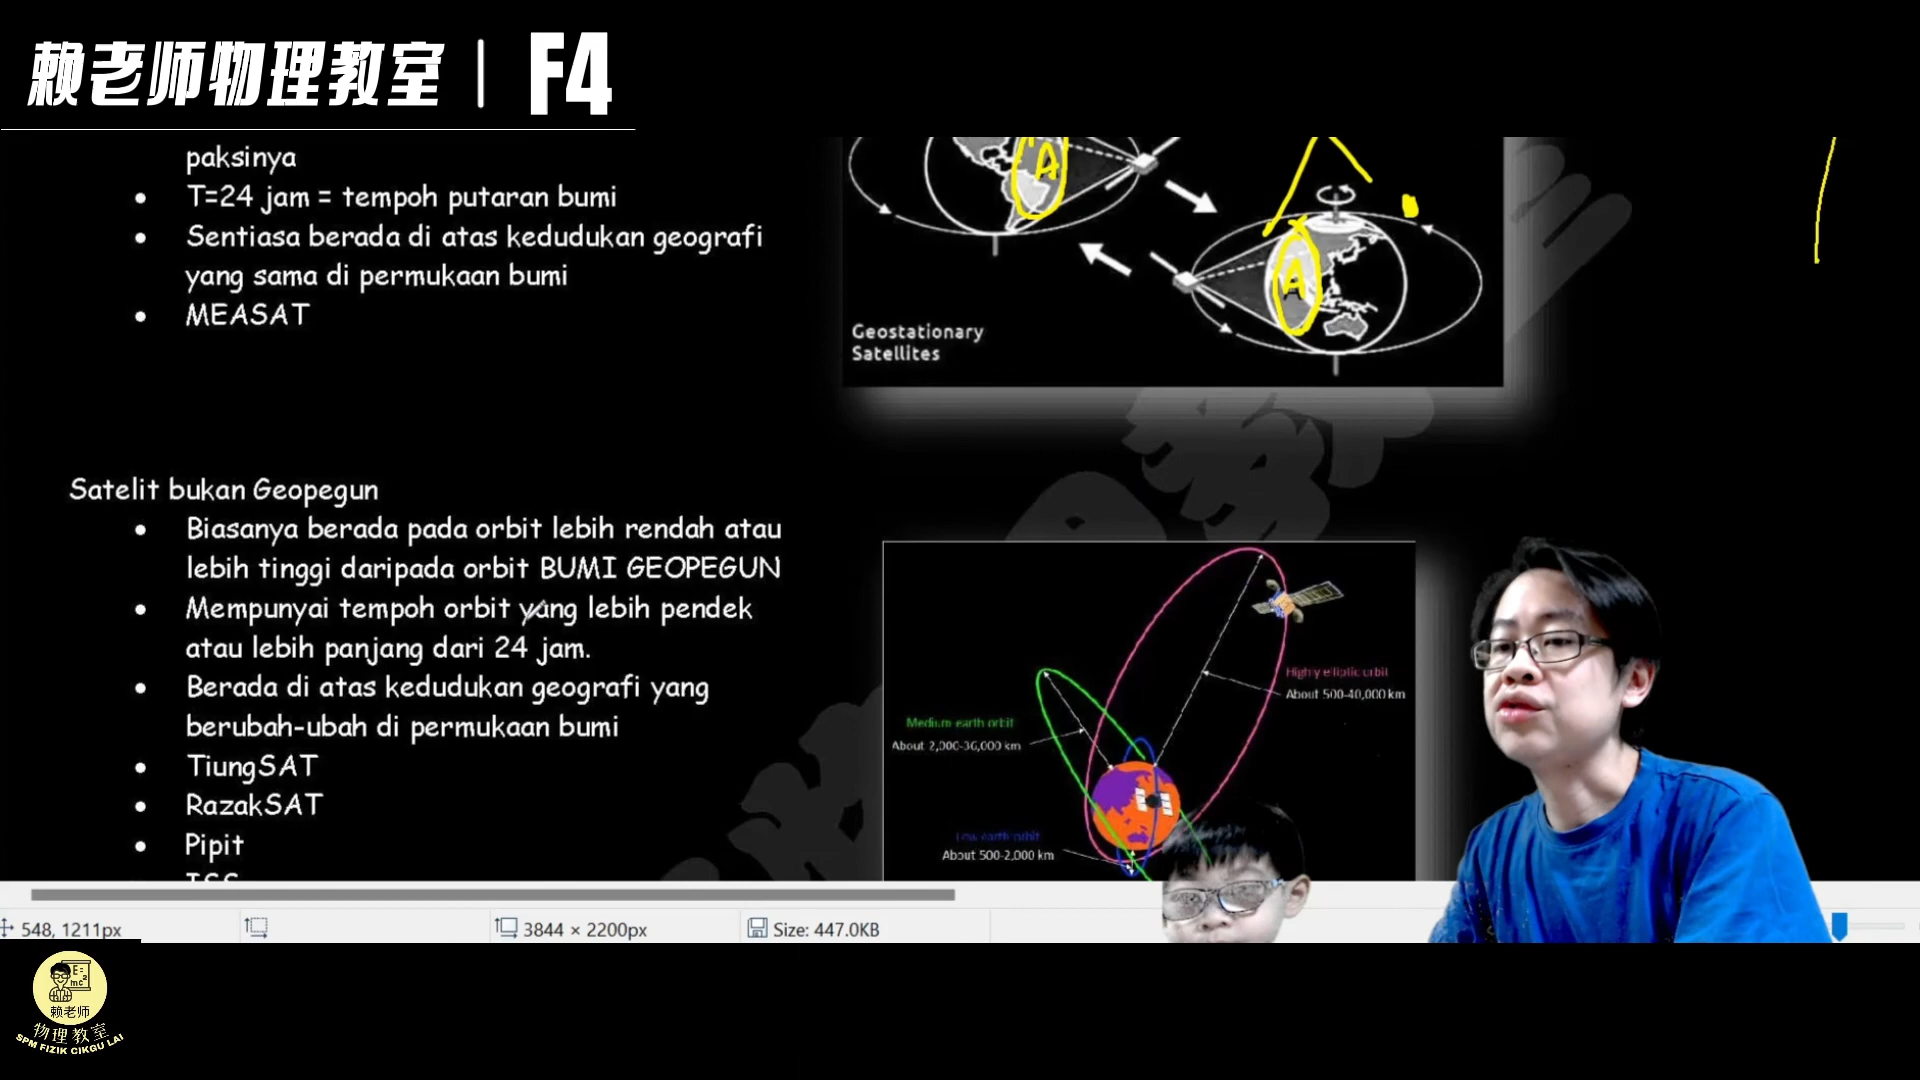 赖老师物理教室 | F4
paksinya
• T=24 jam = tempoh putaran bumi
• Sentiasa berada di atas kedudukan geografi
yang sama di permukaan bumi
• MEASAT
A
A
Geostationary
Satellites
Satelit bukan Geopegun
• Biasanya berada pada orbit lebih rendah atau
lebih tinggi daripada orbit BUMI GEOPEGUN
• Mempunyai tempoh orbit yang lebih pendek
atau lebih panjang dari 24 jam.
• Berada di atas kedudukan geografi yang
berubah-ubah di permukaan bumi
• TiungSAT
• RazakSAT
• Pipit
Highly elliptic orbit
About 500-40,000 km
Medium earth orbit
About 2,000-36,000 km
Low earth orbit
About 500-2,000 km
548, 1211px
3844 × 2200px
Size: 447.0KB
E=
mc²
赖老师
物理教室
SPM FIZIK CIKGU LAI